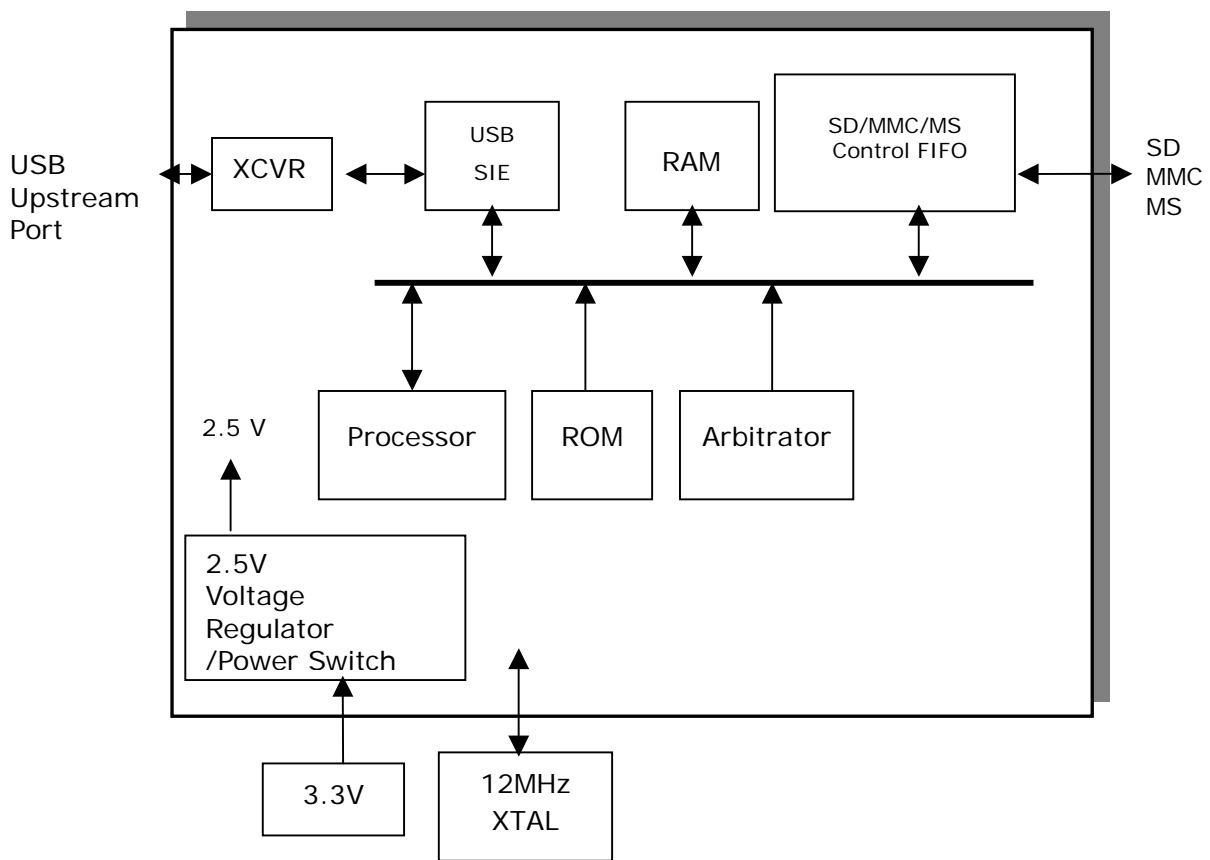 USB
Upstream
Port
XCVR
USB
SIE
RAM
SD/MMC/MS
Control FIFO
SD
MMC
MS
Processor
ROM
Arbitrator
2.5 V
2.5V
Voltage
Regulator
/Power Switch
3.3V
12MHz
XTAL